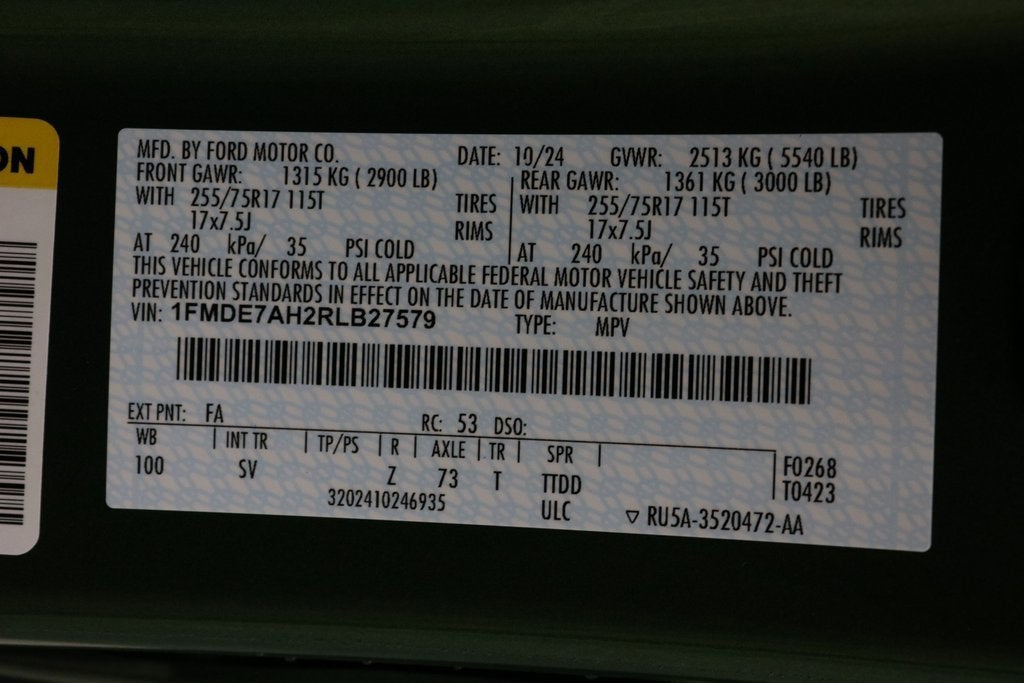 ON
MFD. BY FORD MOTOR CO. DATE: 10/24 GVWR: 2513 KG ( 5540 LB)
FRONT GAWR: 1315 KG ( 2900 LB) REAR GAWR: 1361 KG ( 3000 LB)
WITH 255/75R17 115T TIRES WITH 255/75R17 115T TIRES
17x7.5J RIMS 17x7.5J RIMS
AT 240 kPa/ 35 PSI COLD AT 240 kPa/ 35 PSI COLD
THIS VEHICLE CONFORMS TO ALL APPLICABLE FEDERAL MOTOR VEHICLE SAFETY AND THEFT
PREVENTION STANDARDS IN EFFECT ON THE DATE OF MANUFACTURE SHOWN ABOVE.
VIN: 1FMDE7AH2RLB27579 TYPE: MPV
EXT PNT: FA RC: 53 DSO:
WB INT TR TP/PS R AXLE TR SPR
100 SV Z 73 T TTDD F0268
3202410246935 ULC T0423
▽ RU5A-3520472-AA